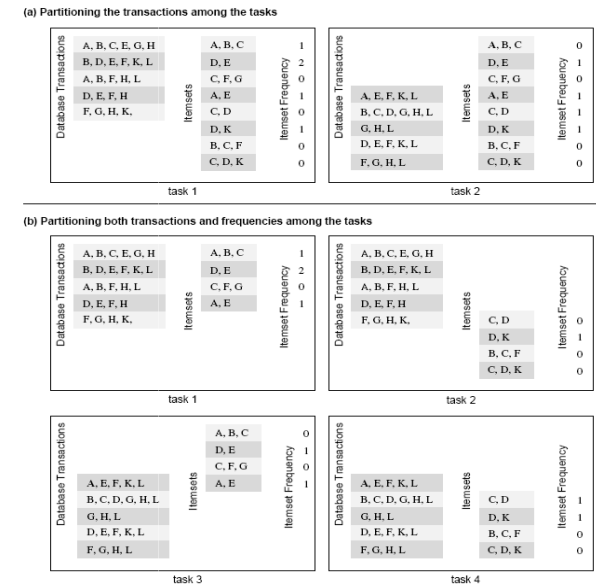 (a) Partitioning the transactions among the tasks
Database Transactions
A, B, C, E, G, H
B, D, E, F, K, L
A, B, F, H, L
D, E, F, H
F, G, H, K,
Itemsets
A, B, C
D, E
C, F, G
A, E
C, D
D, K
B, C, F
C, D, K
Itemset Frequency
1
2
0
1
0
1
0
0
task 1
Database Transactions
A, E, F, K, L
B, C, D, G, H, L
G, H, L
D, E, F, K, L
F, G, H, L
Itemsets
A, B, C
D, E
C, F, G
A, E
C, D
D, K
B, C, F
C, D, K
Itemset Frequency
0
1
0
1
1
1
0
0
task 2
(b) Partitioning both transactions and frequencies among the tasks
Database Transactions
A, B, C, E, G, H
B, D, E, F, K, L
A, B, F, H, L
D, E, F, H
F, G, H, K,
Itemsets
A, B, C
D, E
C, F, G
A, E
Itemset Frequency
1
2
0
1
task 1
Database Transactions
A, B, C, E, G, H
B, D, E, F, K, L
A, B, F, H, L
D, E, F, H
F, G, H, K,
Itemsets
C, D
D, K
B, C, F
C, D, K
Itemset Frequency
0
1
0
0
task 2
Database Transactions
A, E, F, K, L
B, C, D, G, H, L
G, H, L
D, E, F, K, L
F, G, H, L
Itemsets
A, B, C
D, E
C, F, G
A, E
Itemset Frequency
0
1
0
1
task 3
Database Transactions
A, E, F, K, L
B, C, D, G, H, L
G, H, L
D, E, F, K, L
F, G, H, L
Itemsets
C, D
D, K
B, C, F
C, D, K
Itemset Frequency
1
1
0
0
task 4